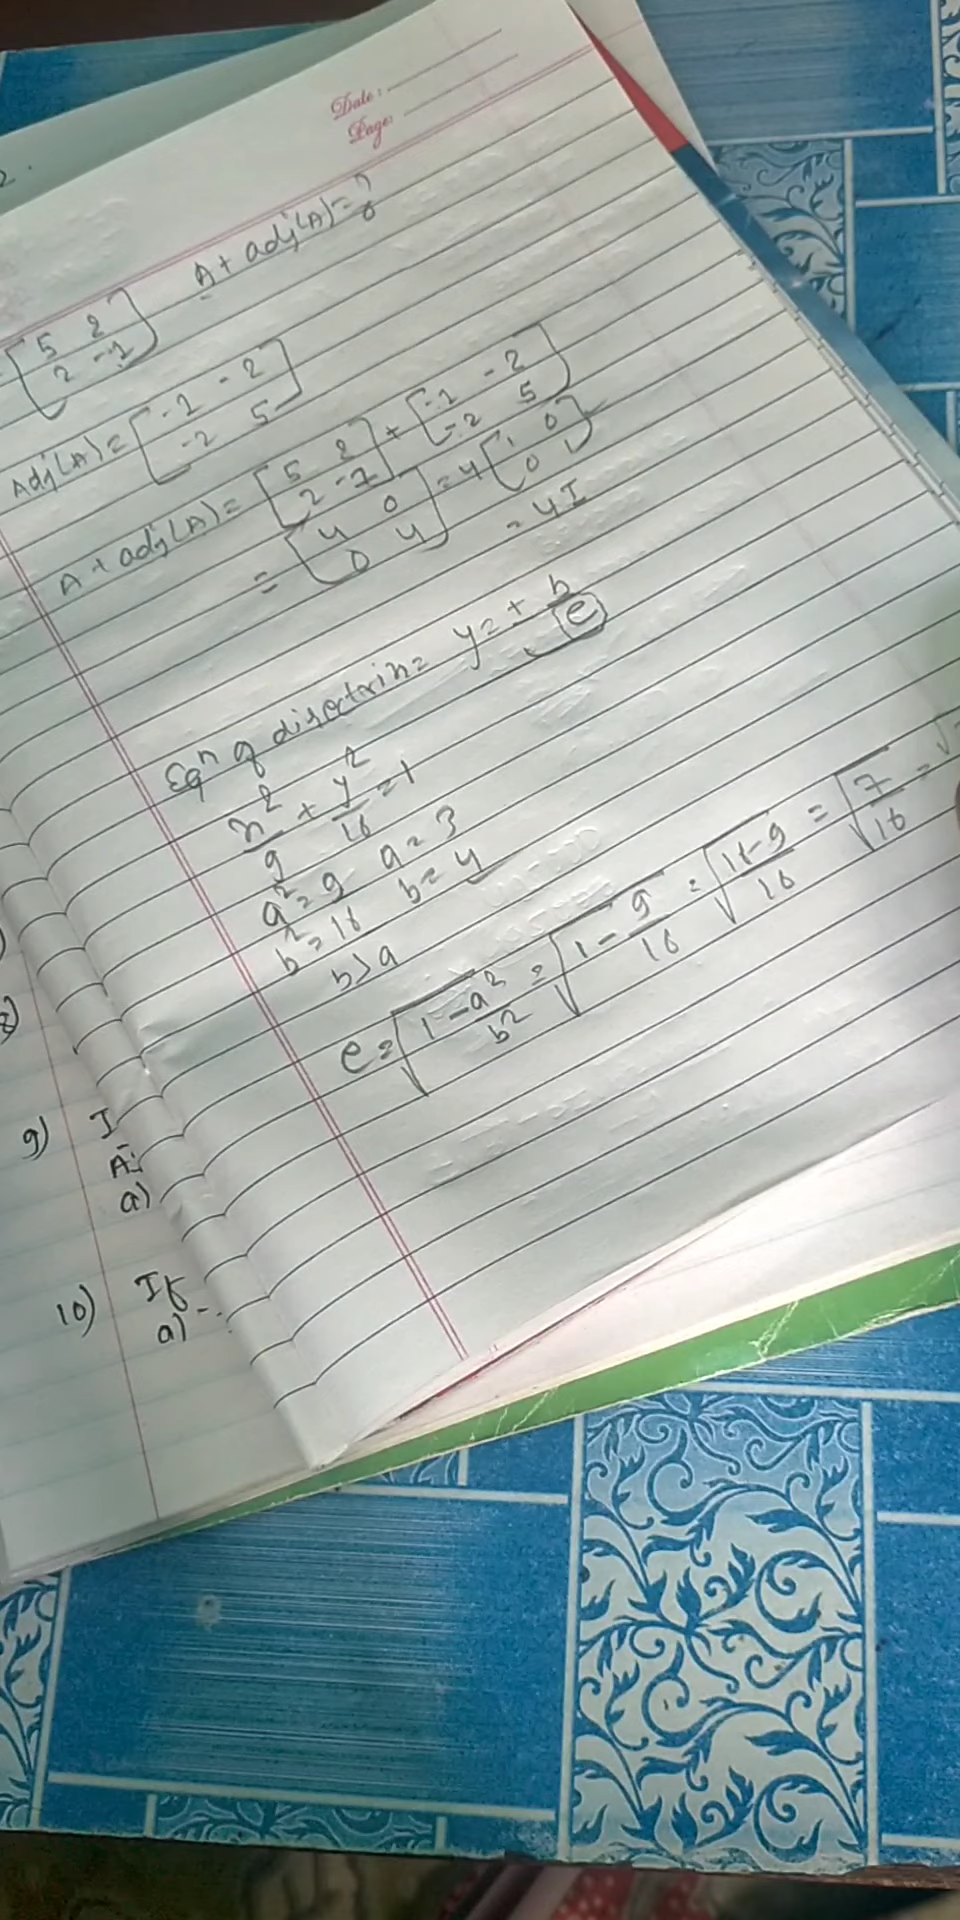 Date:
Page:
2.
A + adj(A) = ?
[5 2
2 -1]
Adj(A) = [-1 -2
-2 5]
A + adj(A) = [5 2
2 -7] + [-1 -2
-2 5]
= [4 0
0 4] = 4 [1 0
0 1]
= 4I
Eqn of directrix = y = ± b/e
x²/9 + y²/16 = 1
a² = 9 a = 3
b² = 16 b = 4
b > a
e = √(1-a²/b²) = √(1 - 9/16) = √(16-9/16) = √(7/16) = √
8)
9) I
A:
a)
10) If
a) -